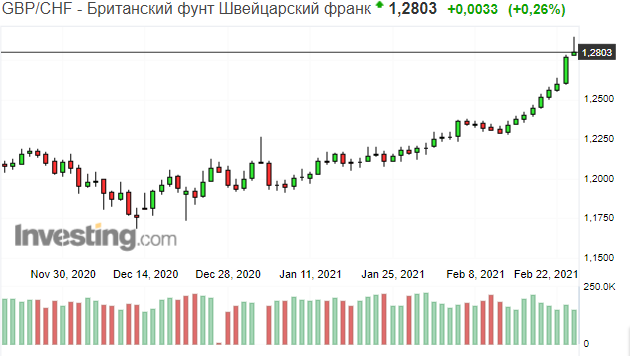 GBP/CHF - Британский фунт Швейцарский франк 1,2803 +0,0033 (+0,26%)
1,2803
1,2500
1,2250
1,2000
1,1750
1,1500
Investing.com
Nov 30, 2020 Dec 14, 2020 Dec 28, 2020 Jan 11, 2021 Jan 25, 2021 Feb 8, 2021 Feb 22, 2021
250.0K
0